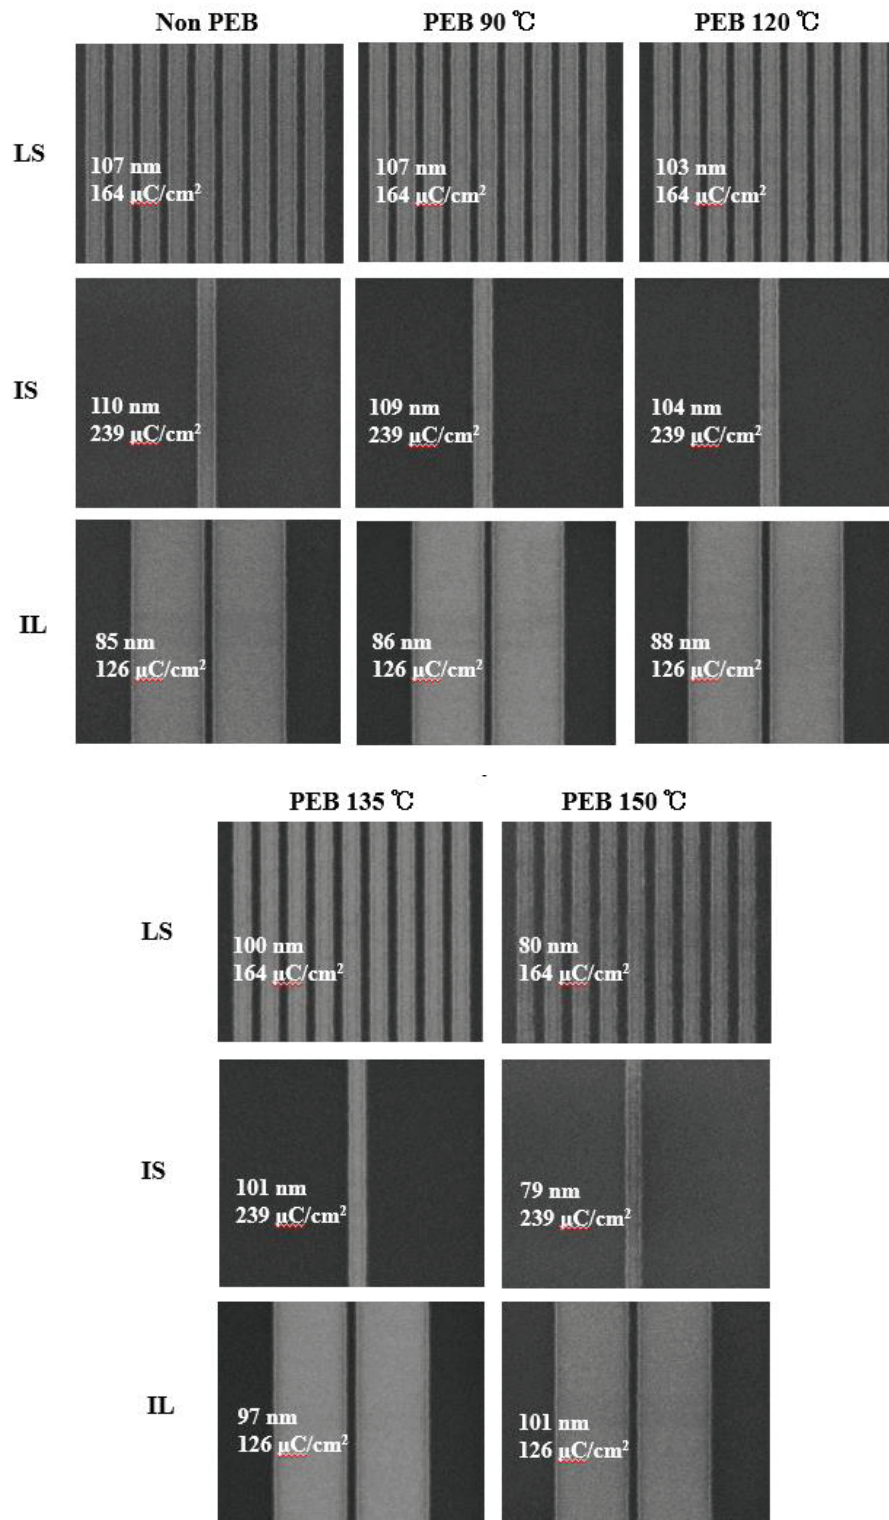 Non PEB PEB 90 ℃ PEB 120 ℃
LS
107 nm
164 μC/cm²
107 nm
164 μC/cm²
103 nm
164 μC/cm²
IS
110 nm
239 μC/cm²
109 nm
239 μC/cm²
104 nm
239 μC/cm²
IL
85 nm
126 μC/cm²
86 nm
126 μC/cm²
88 nm
126 μC/cm²
PEB 135 ℃ PEB 150 ℃
LS
100 nm
164 μC/cm²
80 nm
164 μC/cm²
IS
101 nm
239 μC/cm²
79 nm
239 μC/cm²
IL
97 nm
126 μC/cm²
101 nm
126 μC/cm²